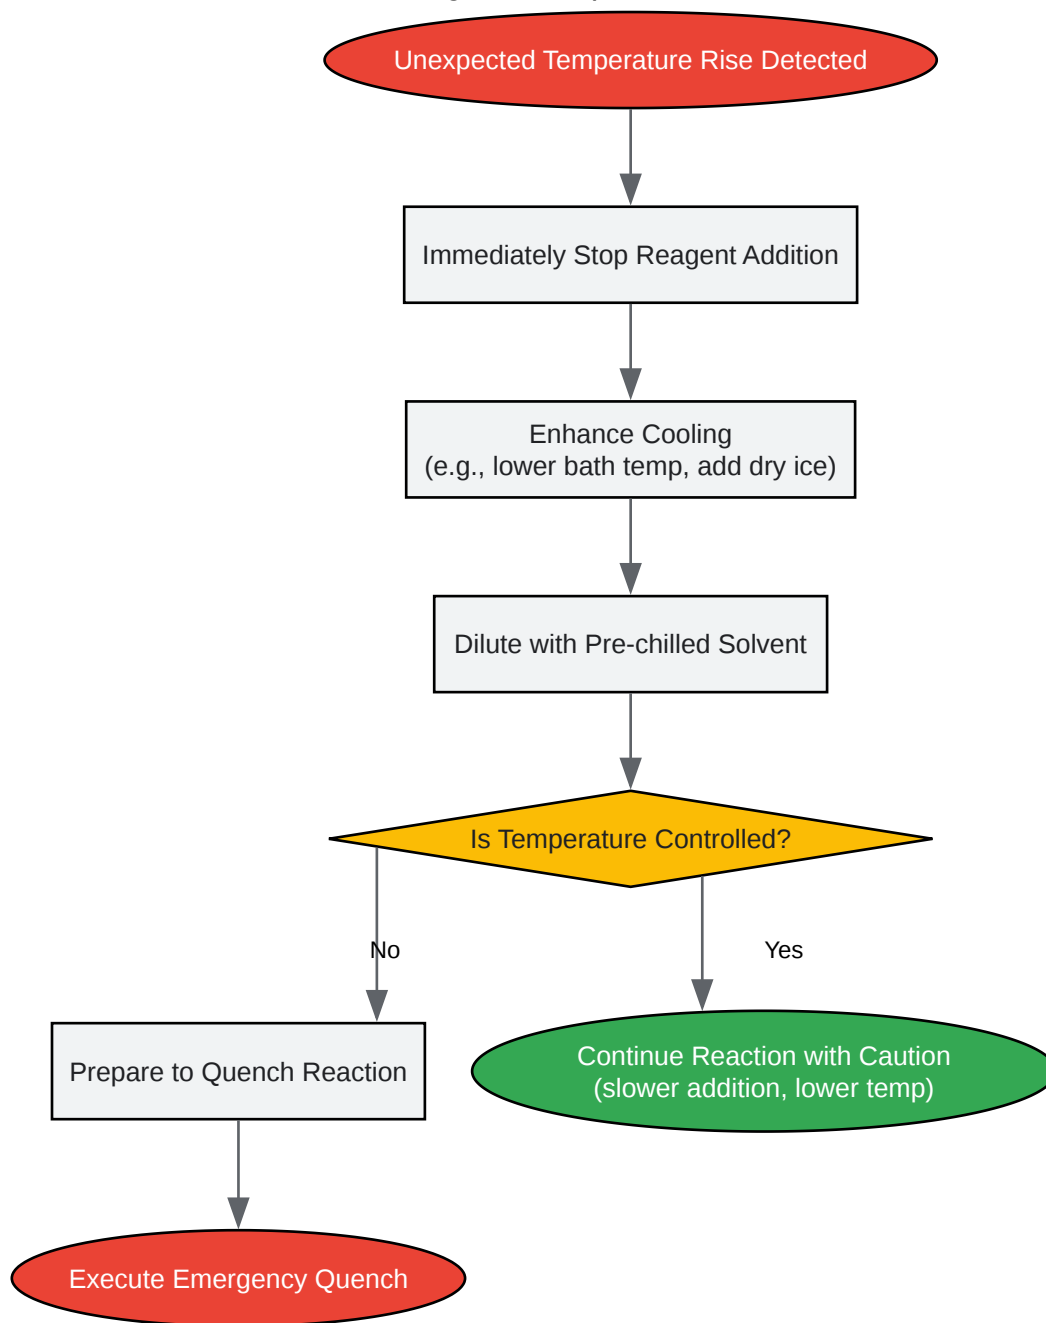 Unexpected Temperature Rise Detected
Immediately Stop Reagent Addition
Enhance Cooling
(e.g., lower bath temp, add dry ice)
Dilute with Pre-chilled Solvent
Is Temperature Controlled?
No
Yes
Prepare to Quench Reaction
Continue Reaction with Caution
(slower addition, lower temp)
Execute Emergency Quench